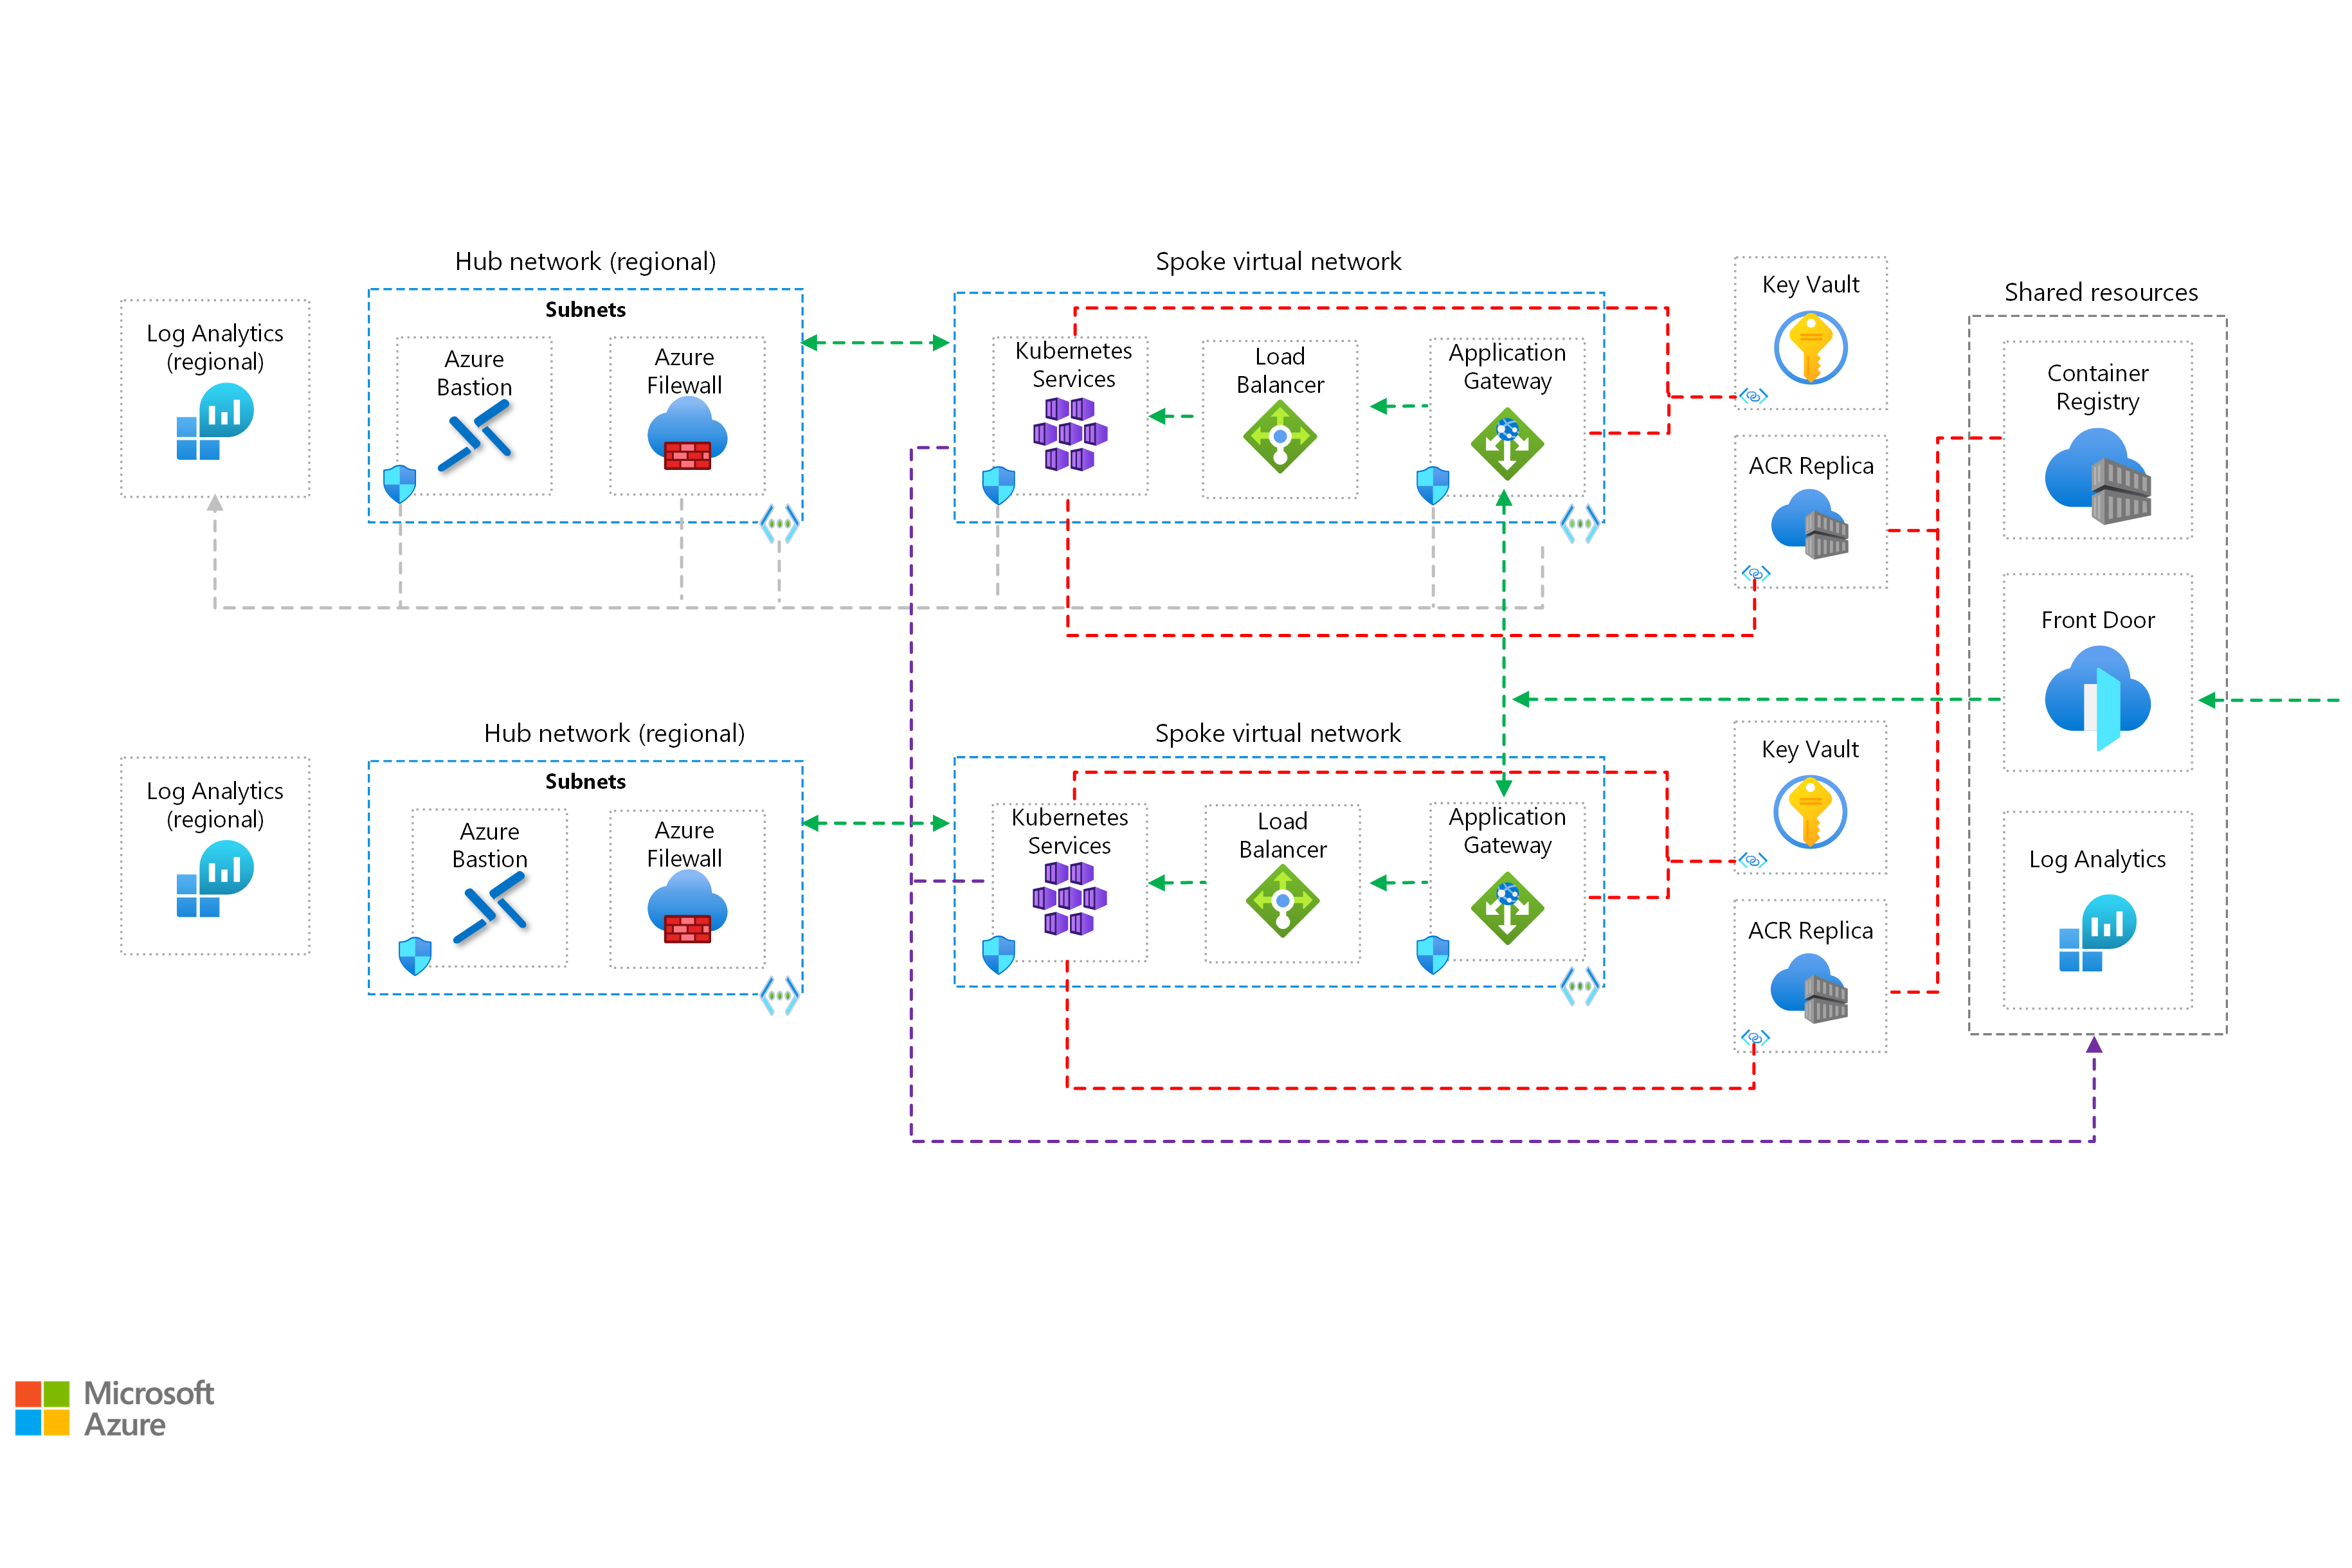 Hub network (regional)
Spoke virtual network
Shared resources
Log Analytics
(regional)
Subnets
Azure
Bastion
Azure
Filewall
Kubernetes
Services
Load
Balancer
Application
Gateway
Key Vault
ACR Replica
Container
Registry
Front Door
Log Analytics
Hub network (regional)
Spoke virtual network
Log Analytics
(regional)
Subnets
Azure
Bastion
Azure
Filewall
Kubernetes
Services
Load
Balancer
Application
Gateway
Key Vault
ACR Replica
Microsoft
Azure